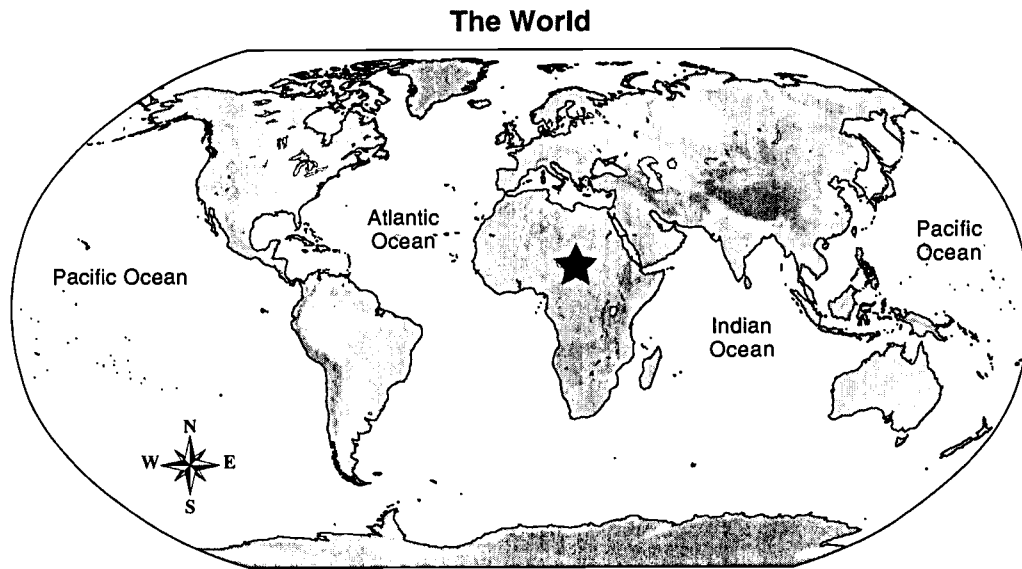 The World
Atlantic
Ocean
Pacific
Ocean
Pacific Ocean
Indian
Ocean
N
W E
S